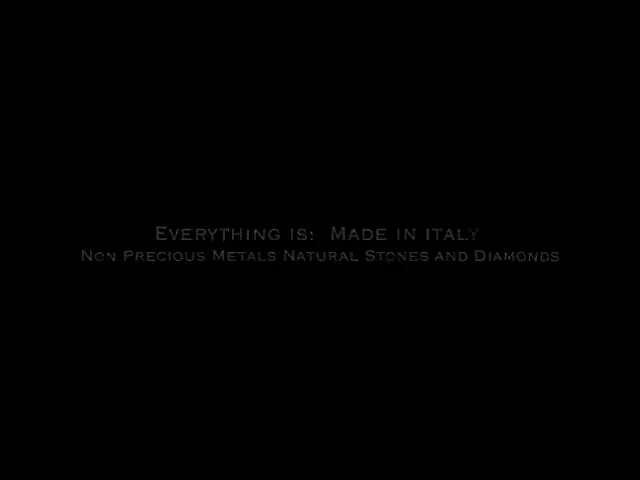 Everything is: Made in italy
Non Precious Metals Natural Stones and Diamonds